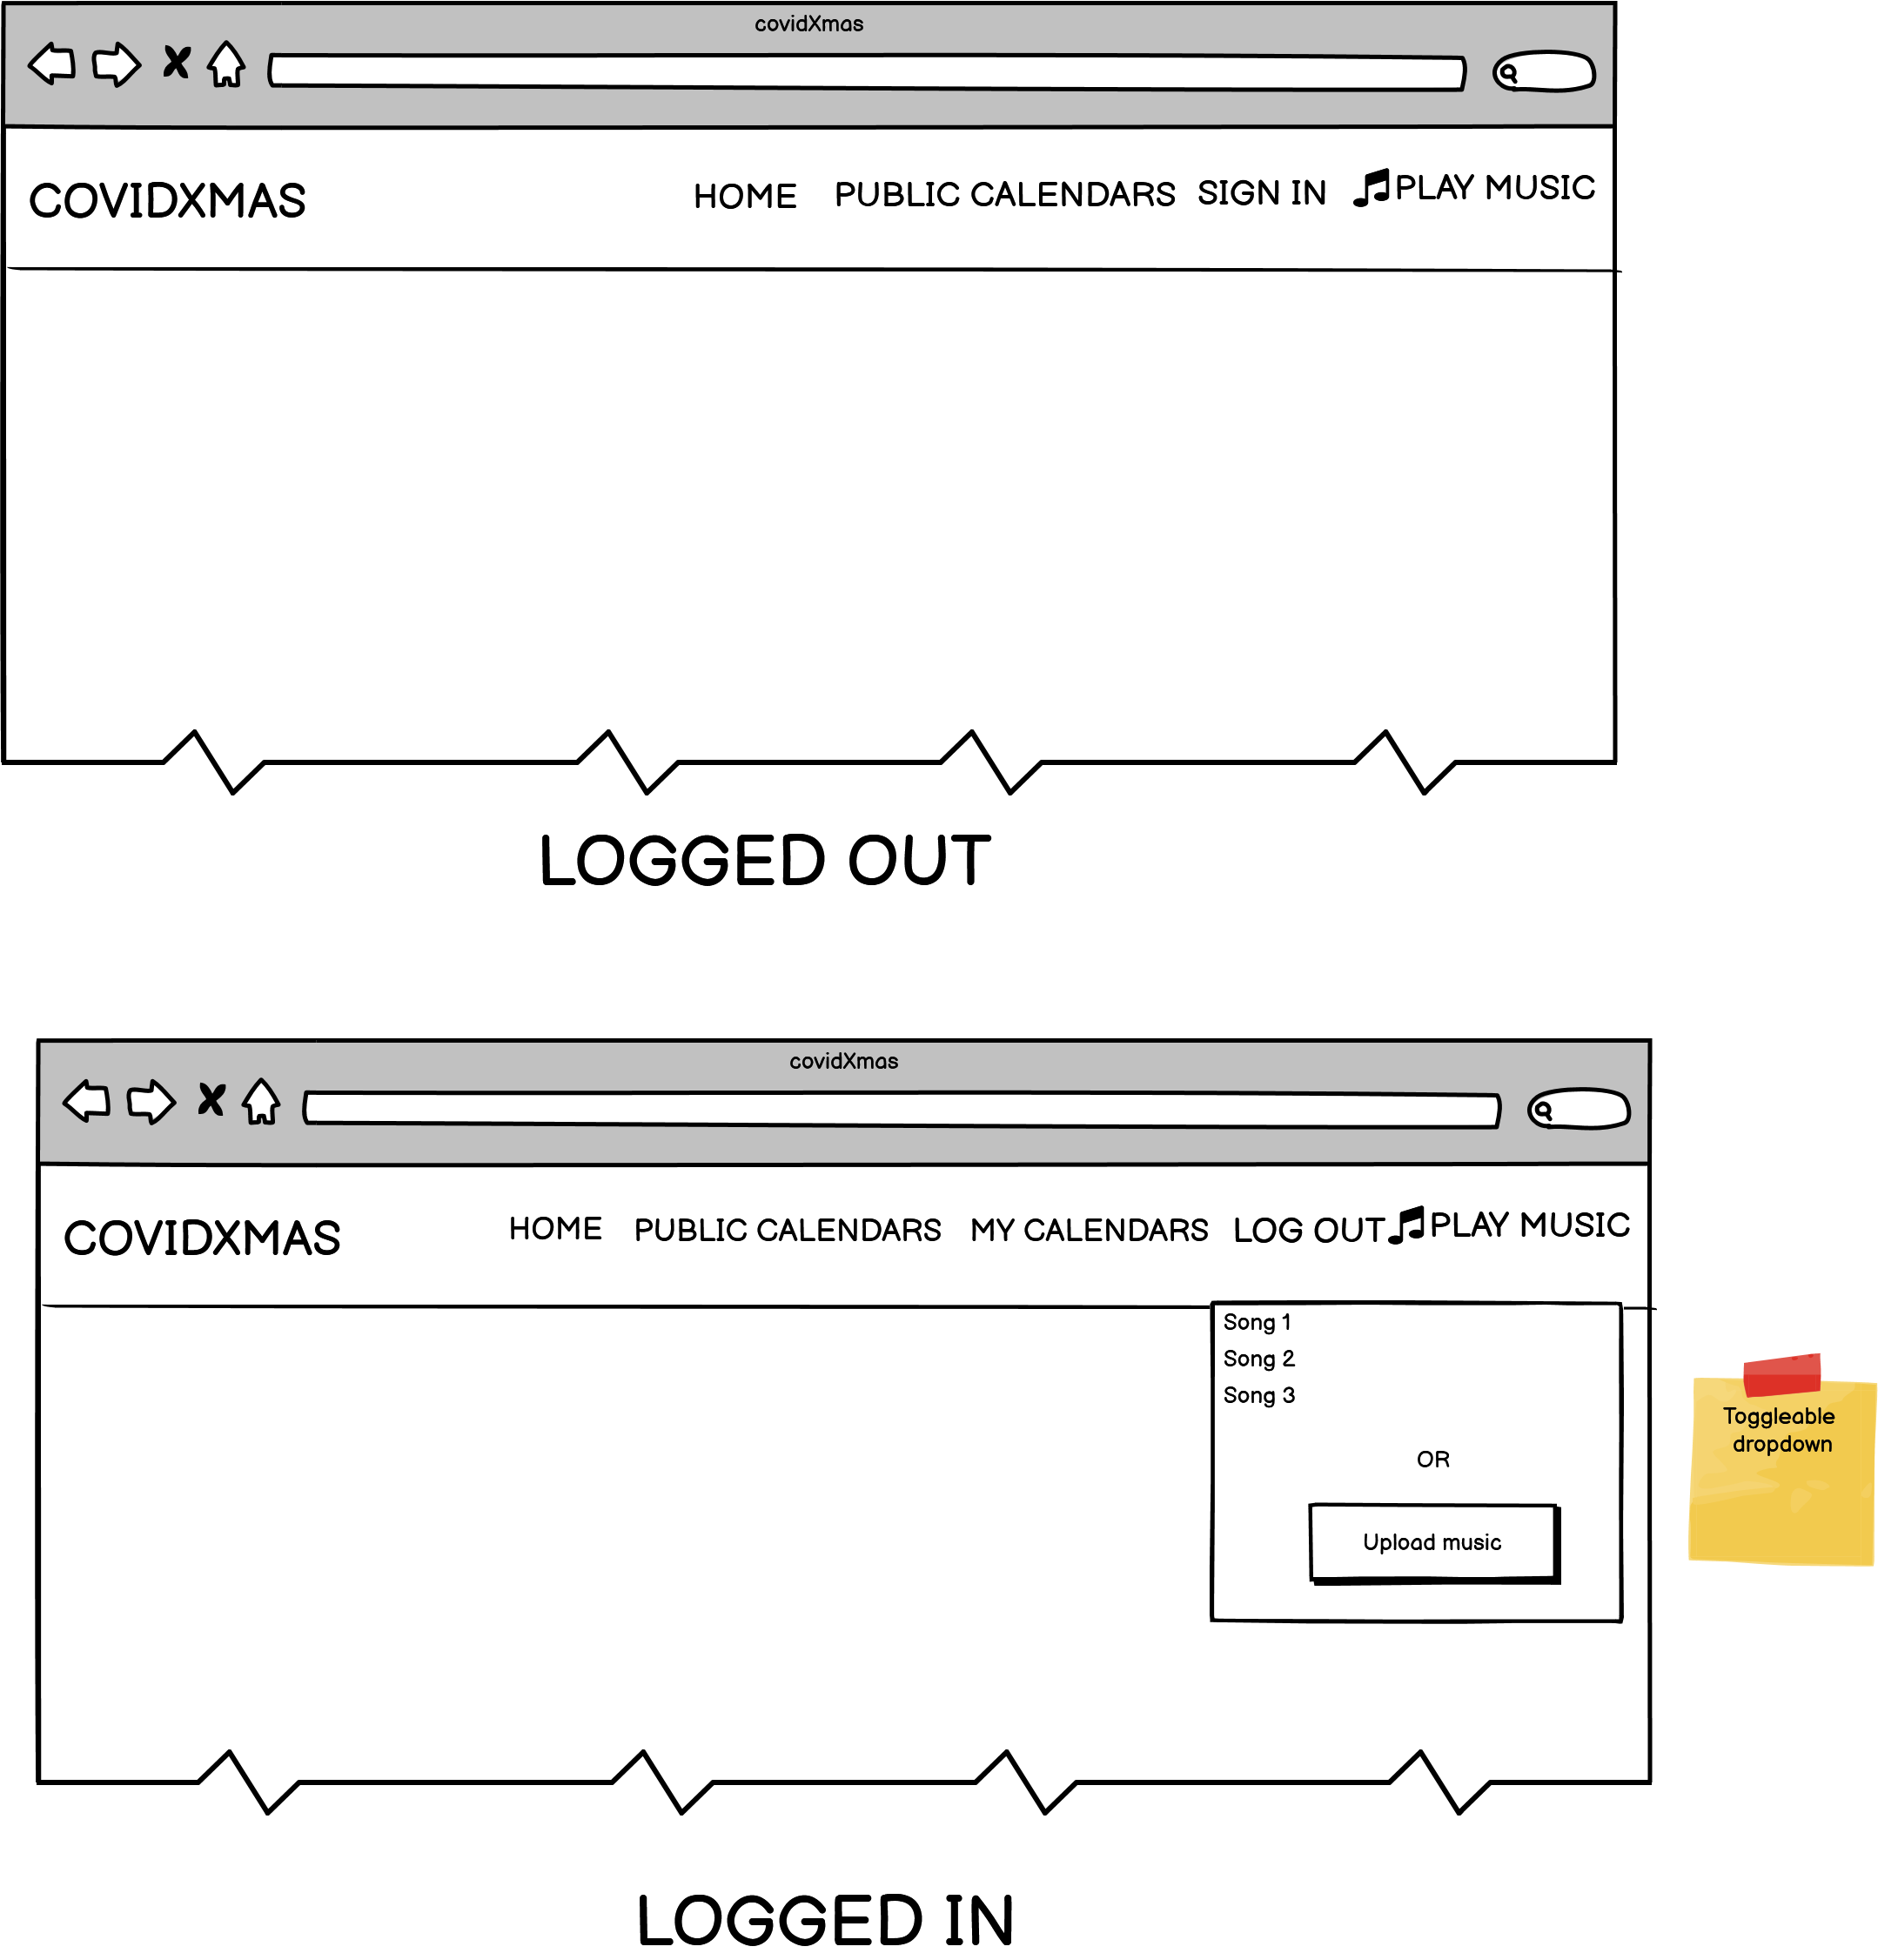 covidXmas
COVIDXMAS HOME PUBLIC CALENDARS SIGN IN PLAY MUSIC
LOGGED OUT
covidXmas
COVIDXMAS HOME PUBLIC CALENDARS MY CALENDARS LOG OUT PLAY MUSIC
Song 1
Song 2
Song 3
OR
Upload music
Toggleable
dropdown
LOGGED IN